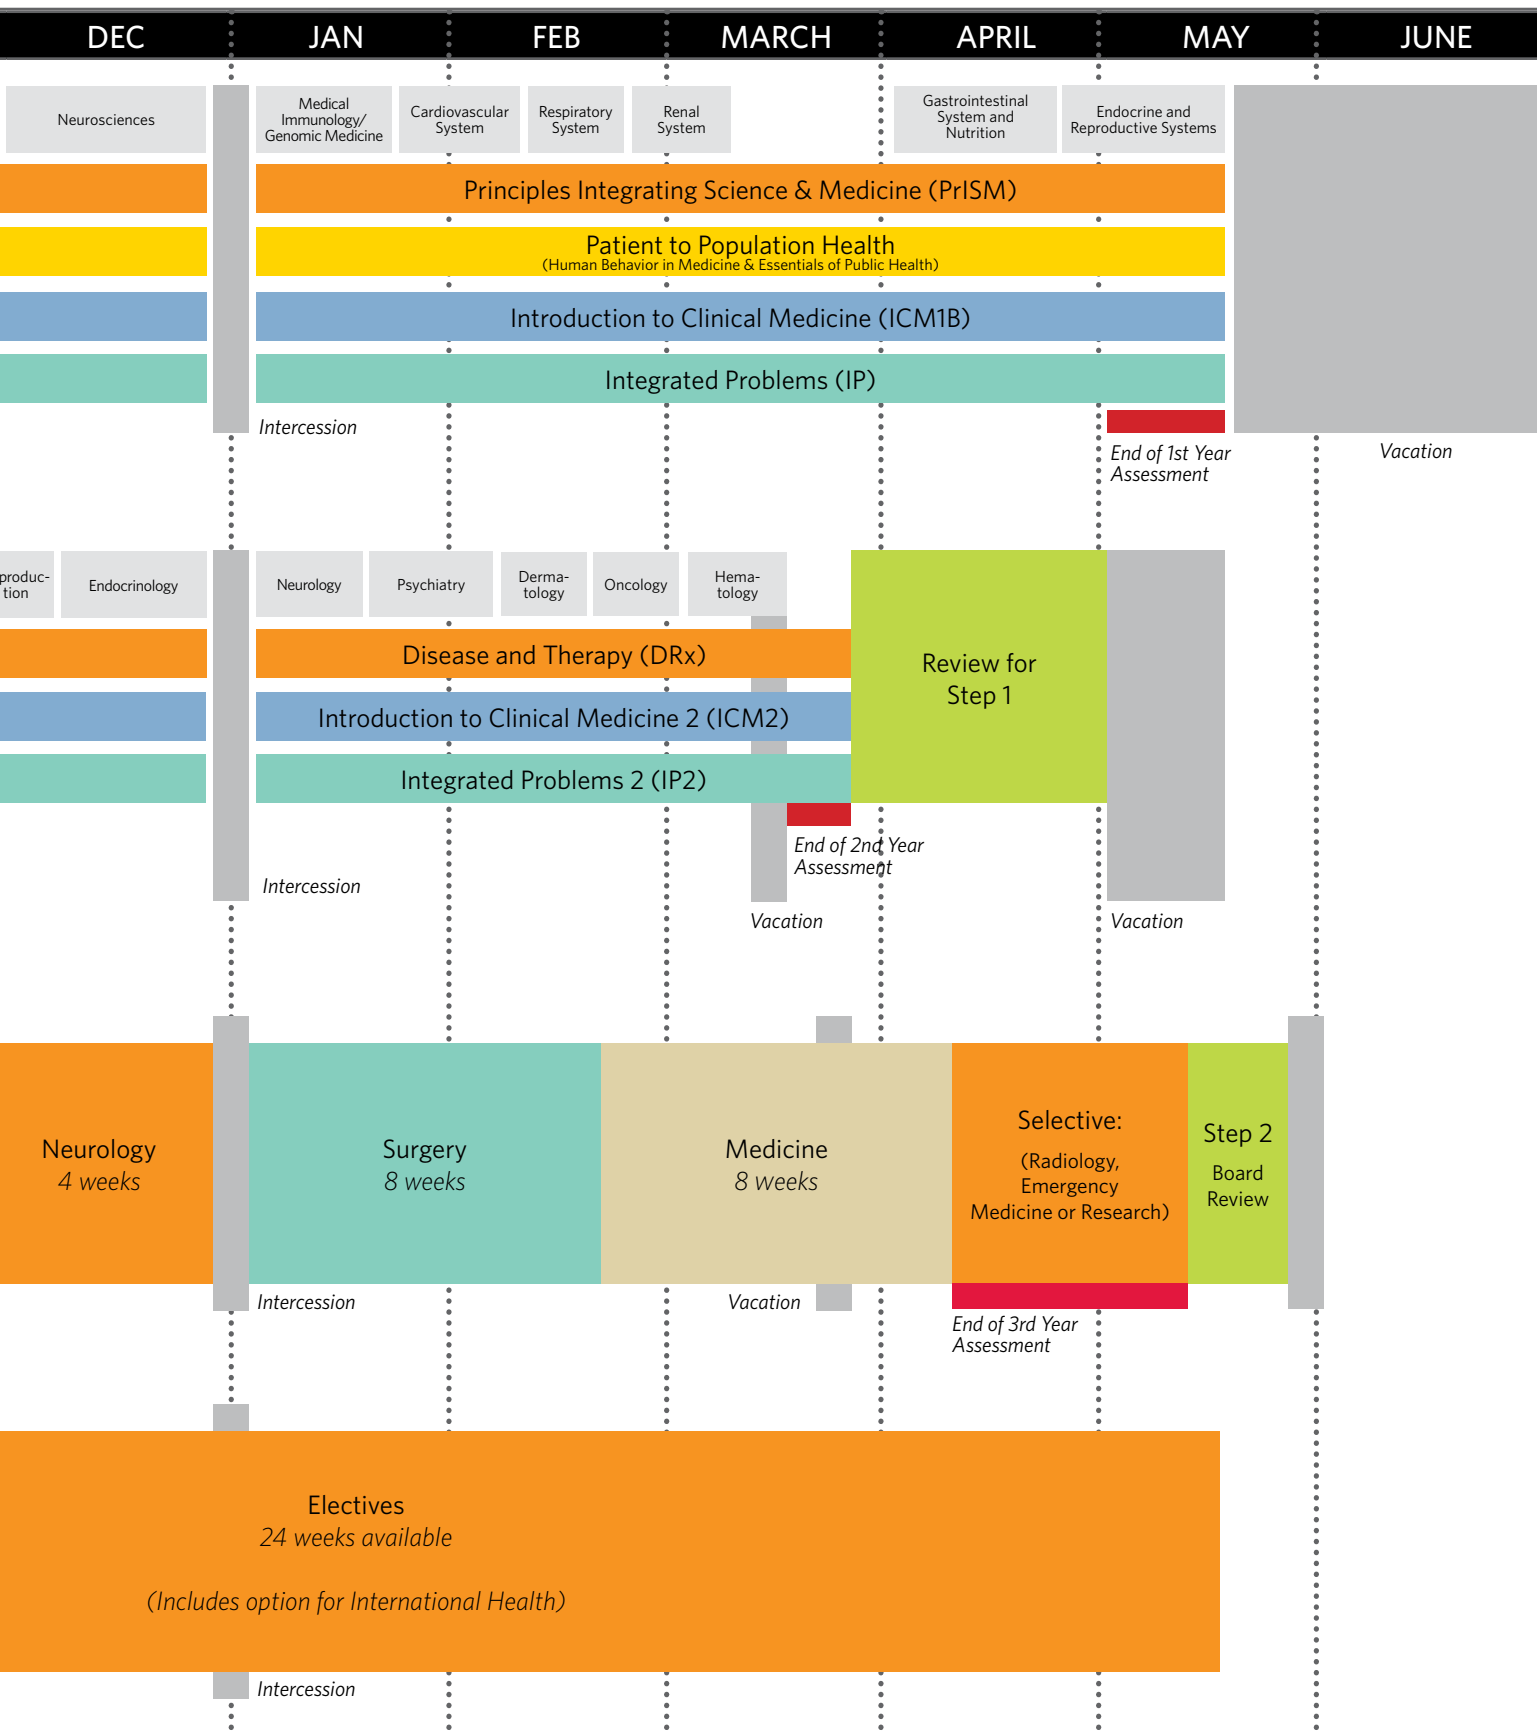 DEC JAN FEB MARCH APRIL MAY JUNE
Neurosciences
Medical
Immunology/
Genomic Medicine
Cardiovascular
System
Respiratory
System
Renal
System
Gastrointestinal
System and
Nutrition
Endocrine and
Reproductive Systems
Principles Integrating Science & Medicine (PrISM)
Patient to Population Health
(Human Behavior in Medicine & Essentials of Public Health)
Introduction to Clinical Medicine (ICM1B)
Integrated Problems (IP)
Intercession
End of 1st Year
Assessment
Vacation
produc-
tion
Endocrinology
Neurology
Psychiatry
Derma-
tology
Oncology
Hema-
tology
Disease and Therapy (DRx)
Introduction to Clinical Medicine 2 (ICM2)
Integrated Problems 2 (IP2)
Review for
Step 1
End of 2nd Year
Assessment
Intercession
Vacation
Vacation
Neurology
4 weeks
Surgery
8 weeks
Medicine
8 weeks
Selective:
(Radiology,
Emergency
Medicine or Research)
Step 2
Board
Review
Intercession
Vacation
End of 3rd Year
Assessment
Electives
24 weeks available
(Includes option for International Health)
Intercession